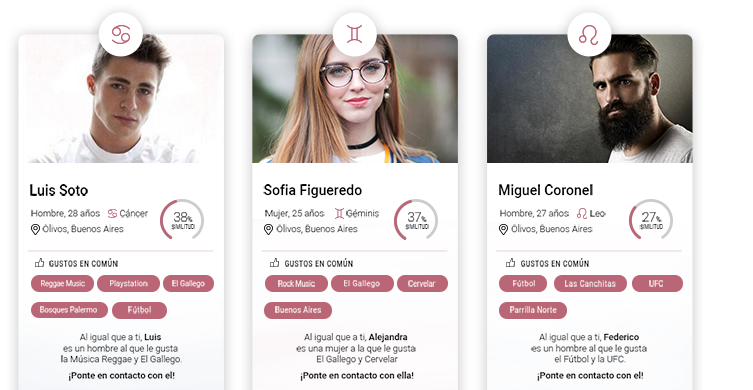 Luis Soto
Hombre, 28 años Cáncer
Olivos, Buenos Aires
38%
SIMILITUD
GUSTOS EN COMÚN
Reggae Music Playstation El Gallego
Bosques Palermo Fútbol
Al igual que a ti, Luis
es un hombre al que le gusta
la Música Reggae y El Gallego.
¡Ponte en contacto con el!
Sofia Figueredo
Mujer, 25 años Géminis
Olivos, Buenos Aires
37%
SIMILITUD
GUSTOS EN COMÚN
Rock Music El Gallego Cervelar
Buenos Aires
Al igual que a ti, Alejandra
es una mujer a la que le gusta
El Gallego y Cervelar
¡Ponte en contacto con ella!
Miguel Coronel
Hombre, 27 años Leo
Olivos, Buenos Aires
27%
SIMILITUD
GUSTOS EN COMÚN
Fútbol Las Canchitas UFC
Parrilla Norte
Al igual que a ti, Federico
es un hombre al que le gusta
el Fútbol y la UFC.
¡Ponte en contacto con el!